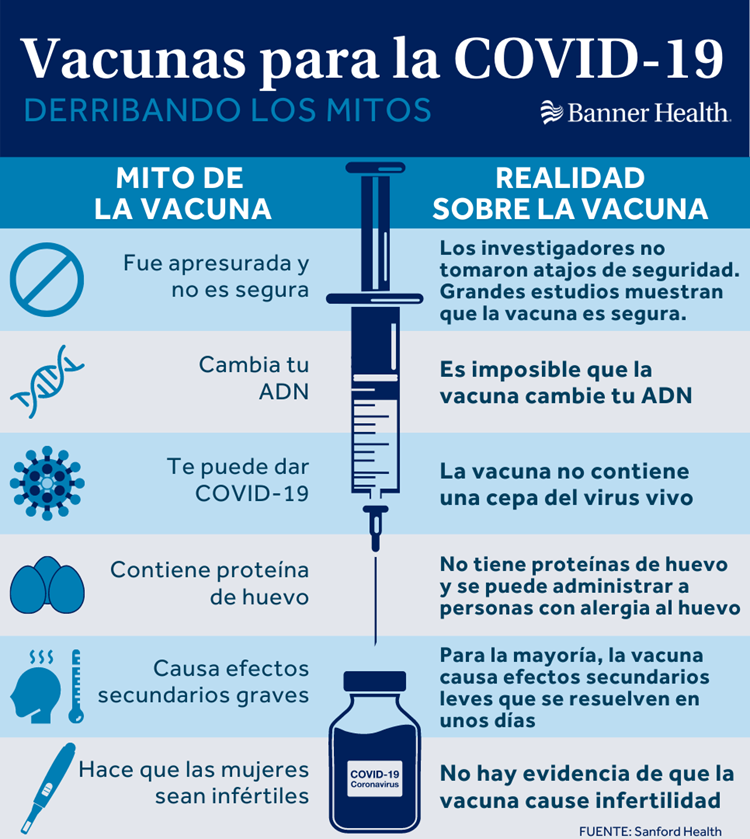 Vacunas para la COVID-19
DERRIBANDO LOS MITOS
Banner Health.
MITO DE
LA VACUNA
REALIDAD
SOBRE LA VACUNA
Fue apresurada y
no es segura
Los investigadores no
tomaron atajos de seguridad.
Grandes estudios muestran
que la vacuna es segura.
Cambia tu
ADN
Es imposible que la
vacuna cambie tu ADN
Te puede dar
COVID-19
La vacuna no contiene
una cepa del virus vivo
Contiene proteína
de huevo
No tiene proteínas de huevo
y se puede administrar a
personas con alergia al huevo
Causa efectos
secundarios graves
Para la mayoría, la vacuna
causa efectos secundarios
leves que se resuelven en
unos días
Hace que las mujeres
sean infértiles
COVID-19
Coronavirus
No hay evidencia de que la
vacuna cause infertilidad
FUENTE: Sanford Health